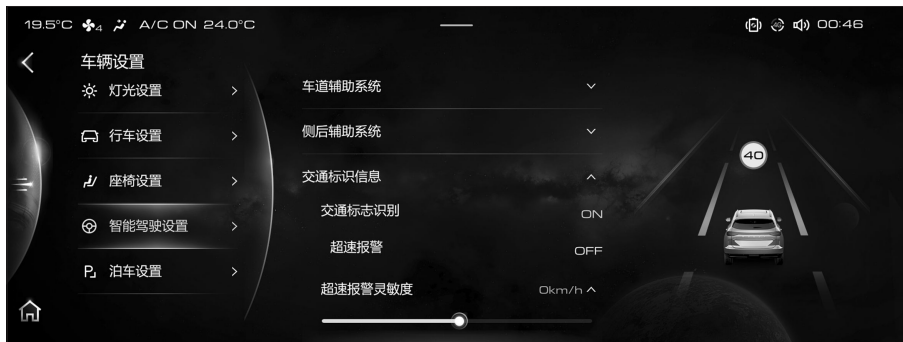 19.5°C 4 A/C ON 24.0°C 00:46
车辆设置
灯光设置
行车设置
座椅设置
智能驾驶设置
泊车设置
车道辅助系统
侧后辅助系统
交通标识信息
交通标志识别 ON
超速报警 OFF
超速报警灵敏度 0km/h
40